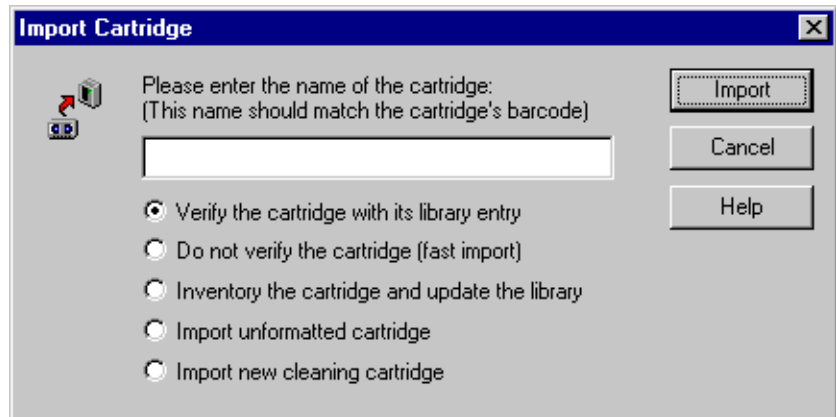 Import Cartridge
Please enter the name of the cartridge:
(This name should match the cartridge's barcode)
Import
Cancel
Help
Verify the cartridge with its library entry
Do not verify the cartridge (fast import)
Inventory the cartridge and update the library
Import unformatted cartridge
Import new cleaning cartridge